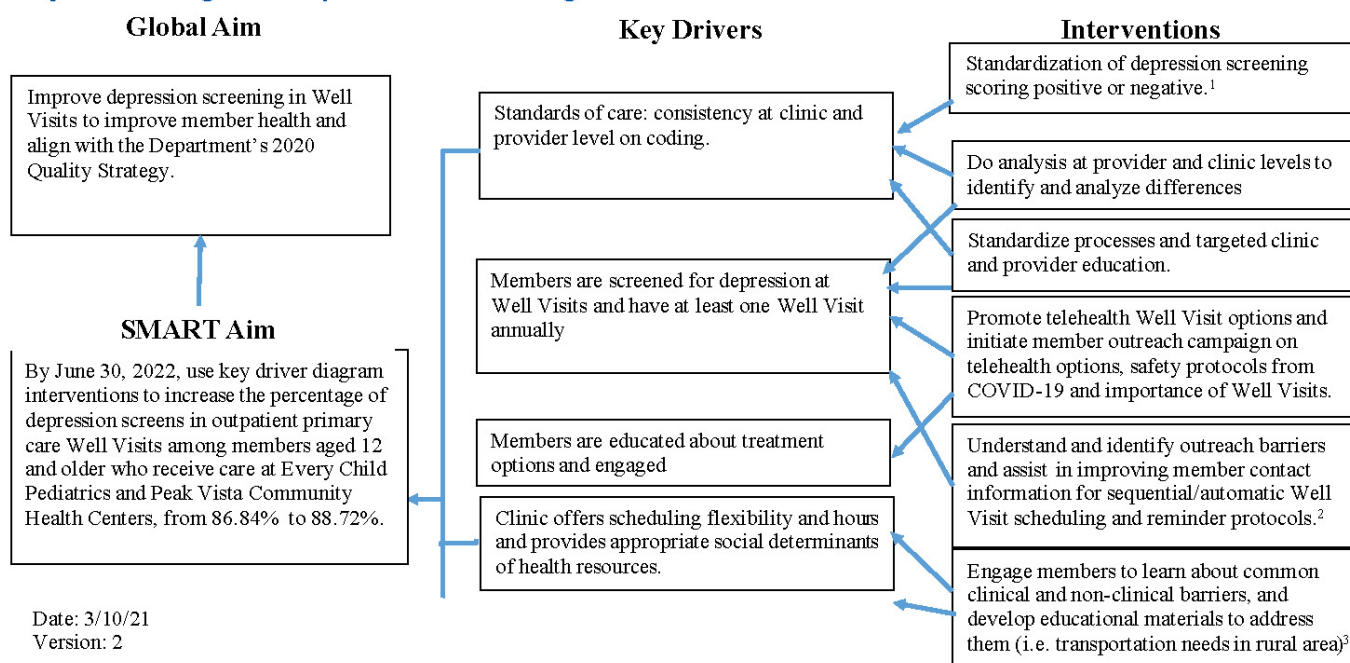 Global Aim
Key Drivers
Interventions
Improve depression screening in Well
Visits to improve member health and
align with the Department's 2020
Quality Strategy.
SMART Aim
By June 30, 2022, use key driver diagram
interventions to increase the percentage of
depression screens in outpatient primary
care Well Visits among members aged 12
and older who receive care at Every Child
Pediatrics and Peak Vista Community
Health Centers, from 86.84% to 88.72%.
Date: 3/10/21
Version: 2
Standards of care: consistency at clinic and
provider level on coding.
Members are screened for depression at
Well Visits and have at least one Well Visit
annually
Members are educated about treatment
options and engaged
Clinic offers scheduling flexibility and hours
and provides appropriate social determinants
of health resources.
Standardization of depression screening
scoring positive or negative.¹
Do analysis at provider and clinic levels to
identify and analyze differences
Standardize processes and targeted clinic
and provider education.
Promote telehealth Well Visit options and
initiate member outreach campaign on
telehealth options, safety protocols from
COVID-19 and importance of Well Visits.
Understand and identify outreach barriers
and assist in improving member contact
information for sequential/automatic Well
Visit scheduling and reminder protocols.²
Engage members to learn about common
clinical and non-clinical barriers, and
develop educational materials to address
them (i.e. transportation needs in rural area)³